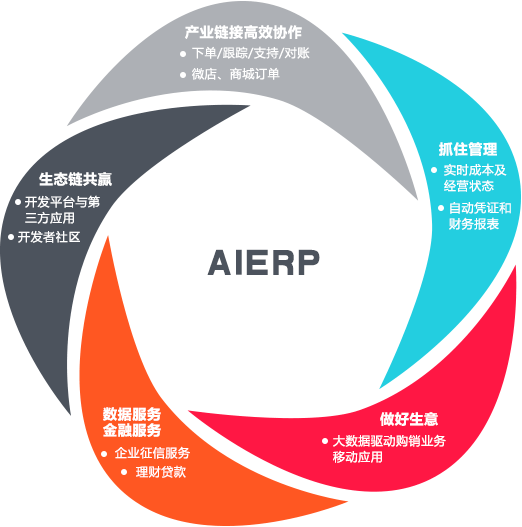 产业链接高效协作
● 下单/跟踪/支持/对账
● 微店、商城订单
抓住管理
● 实时成本及
经营状态
● 自动凭证和
财务报表
做好生意
● 大数据驱动购销业务
移动应用
数据服务
金融服务
● 企业征信服务
● 理财贷款
生态链共赢
● 开发平台与第
三方应用
● 开发者社区
AIERP